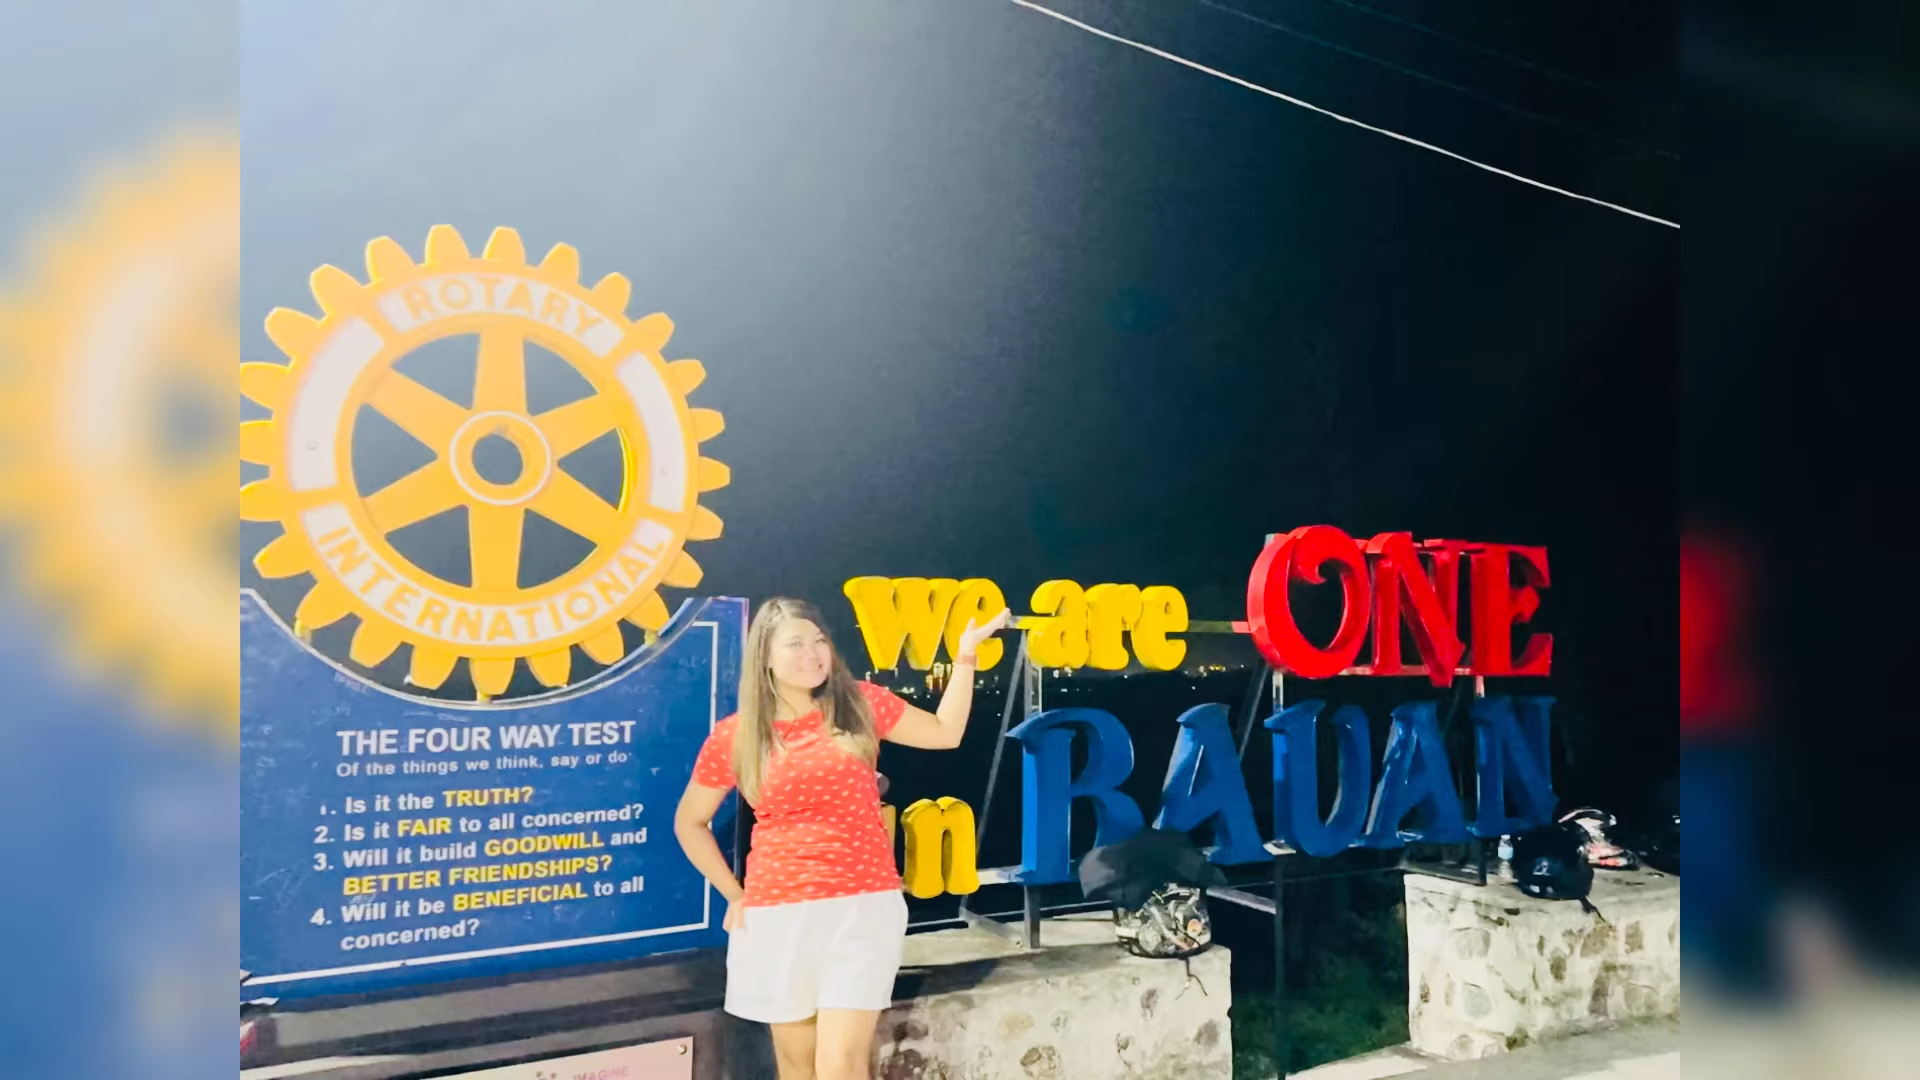 ROTARY
INTERNATIONAL
THE FOUR WAY TEST
Of the things we think, say or do
1. Is it the TRUTH?
2. Is it FAIR to all concerned?
3. Will it build GOODWILL and
BETTER FRIENDSHIPS?
4. Will it be BENEFICIAL to all
concerned?
IMAGINE
we are ONE
in BAUAN